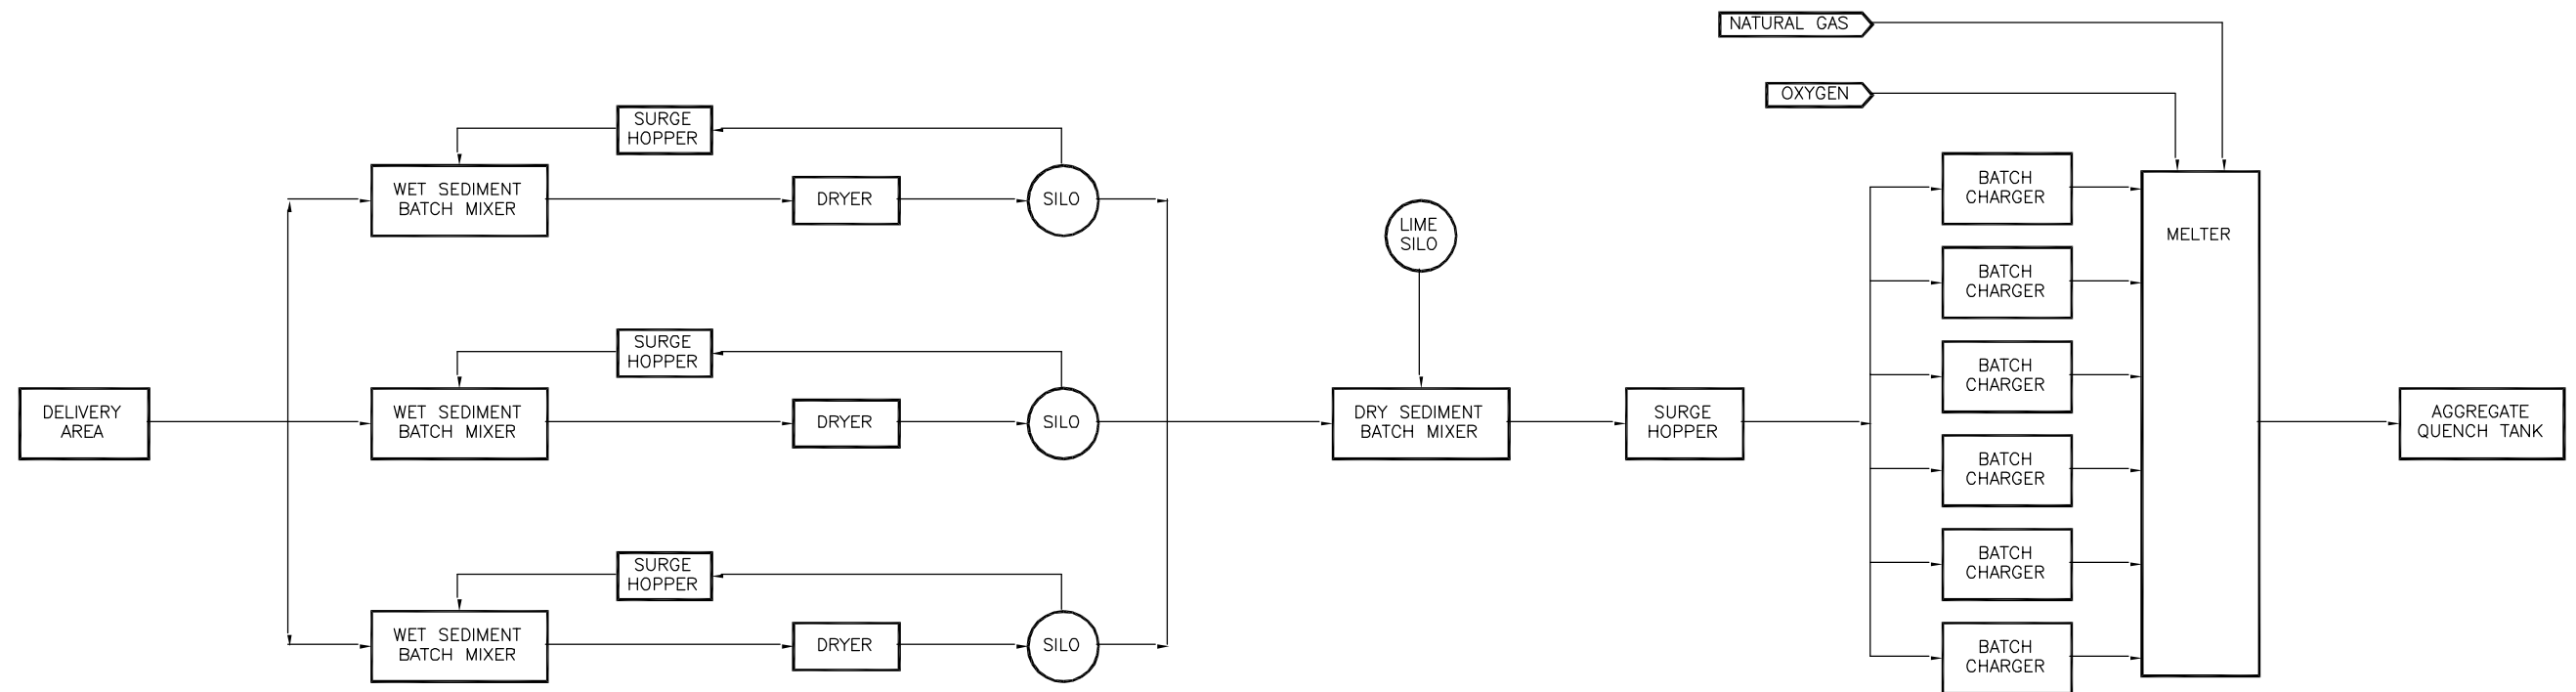 NATURAL GAS
OXYGEN
SURGE
HOPPER
WET SEDIMENT
BATCH MIXER
DRYER
SILO
SURGE
HOPPER
WET SEDIMENT
BATCH MIXER
DRYER
SILO
SURGE
HOPPER
WET SEDIMENT
BATCH MIXER
DRYER
SILO
DELIVERY
AREA
LIME
SILO
DRY SEDIMENT
BATCH MIXER
SURGE
HOPPER
BATCH
CHARGER
BATCH
CHARGER
BATCH
CHARGER
BATCH
CHARGER
BATCH
CHARGER
BATCH
CHARGER
MELTER
AGGREGATE
QUENCH TANK